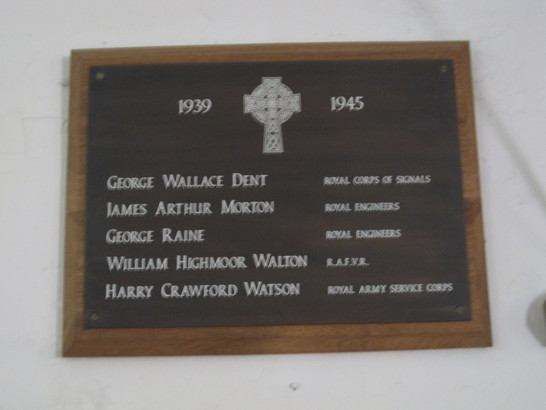 1939 1945
GEORGE WALLACE DENT ROYAL CORPS OF SIGNALS
JAMES ARTHUR MORTON ROYAL ENGINEERS
GEORGE RAINE ROYAL ENGINEERS
WILLIAM HIGHMOOR WALTON R.A.F.V.R.
HARRY CRAWFORD WATSON ROYAL ARMY SERVICE CORPS